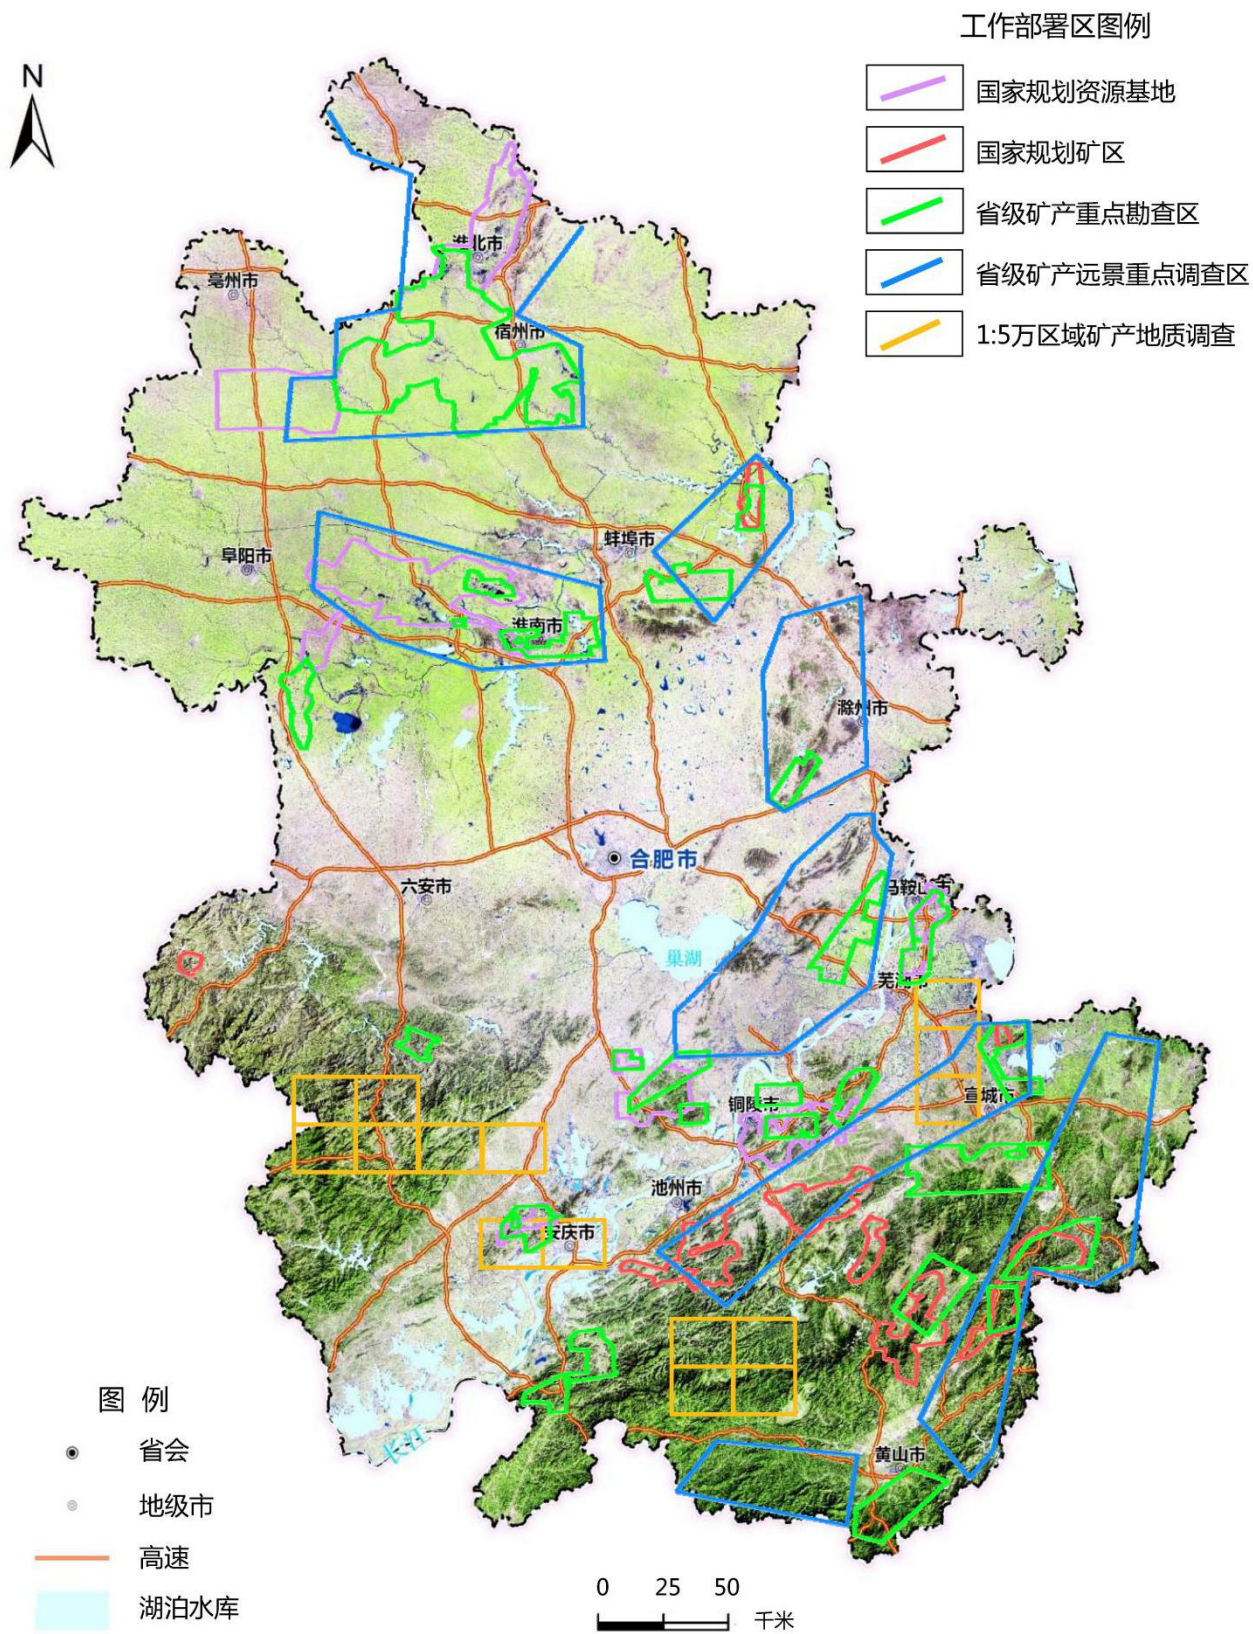 工作部署区图例
N
国家规划资源基地
国家规划矿区
省级矿产重点勘查区
省级矿产远景重点调查区
1:5万区域矿产地质调查
淮北市
亳州市
宿州市
蚌埠市
阜阳市
淮南市
滁州市
合肥市
六安市
马鞍山市
巢湖
芜湖市
铜陵市
宣城市
池州市
安庆市
黄山市
长江
图 例
省会
地级市
高速
湖泊水库
0 25 50
千米